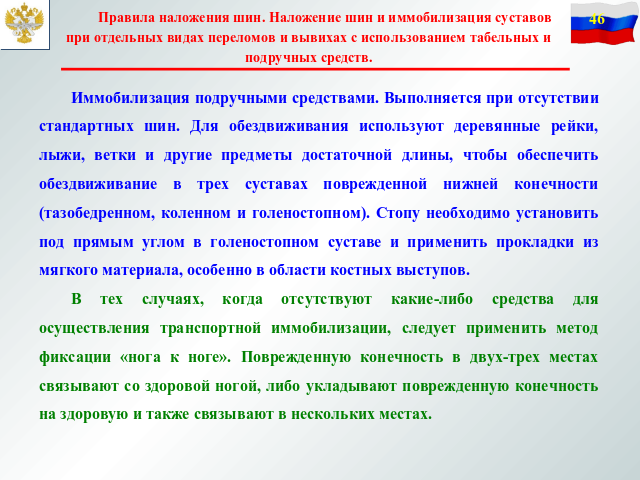 Правила наложения шин. Наложение шин и иммобилизация суставов
при отдельных видах переломов и вывихах с использованием табельных и
подручных средств.
46
Иммобилизация подручными средствами. Выполняется при отсутствии
стандартных шин. Для обездвиживания используют деревянные рейки,
лыжи, ветки и другие предметы достаточной длины, чтобы обеспечить
обездвиживание в трех суставах поврежденной нижней конечности
(тазобедренном, коленном и голеностопном). Стопу необходимо установить
под прямым углом в голеностопном суставе и применить прокладки из
мягкого материала, особенно в области костных выступов.
В тех случаях, когда отсутствуют какие-либо средства для
осуществления транспортной иммобилизации, следует применить метод
фиксации «нога к ноге». Поврежденную конечность в двух-трех местах
связывают со здоровой ногой, либо укладывают поврежденную конечность
на здоровую и также связывают в нескольких местах.